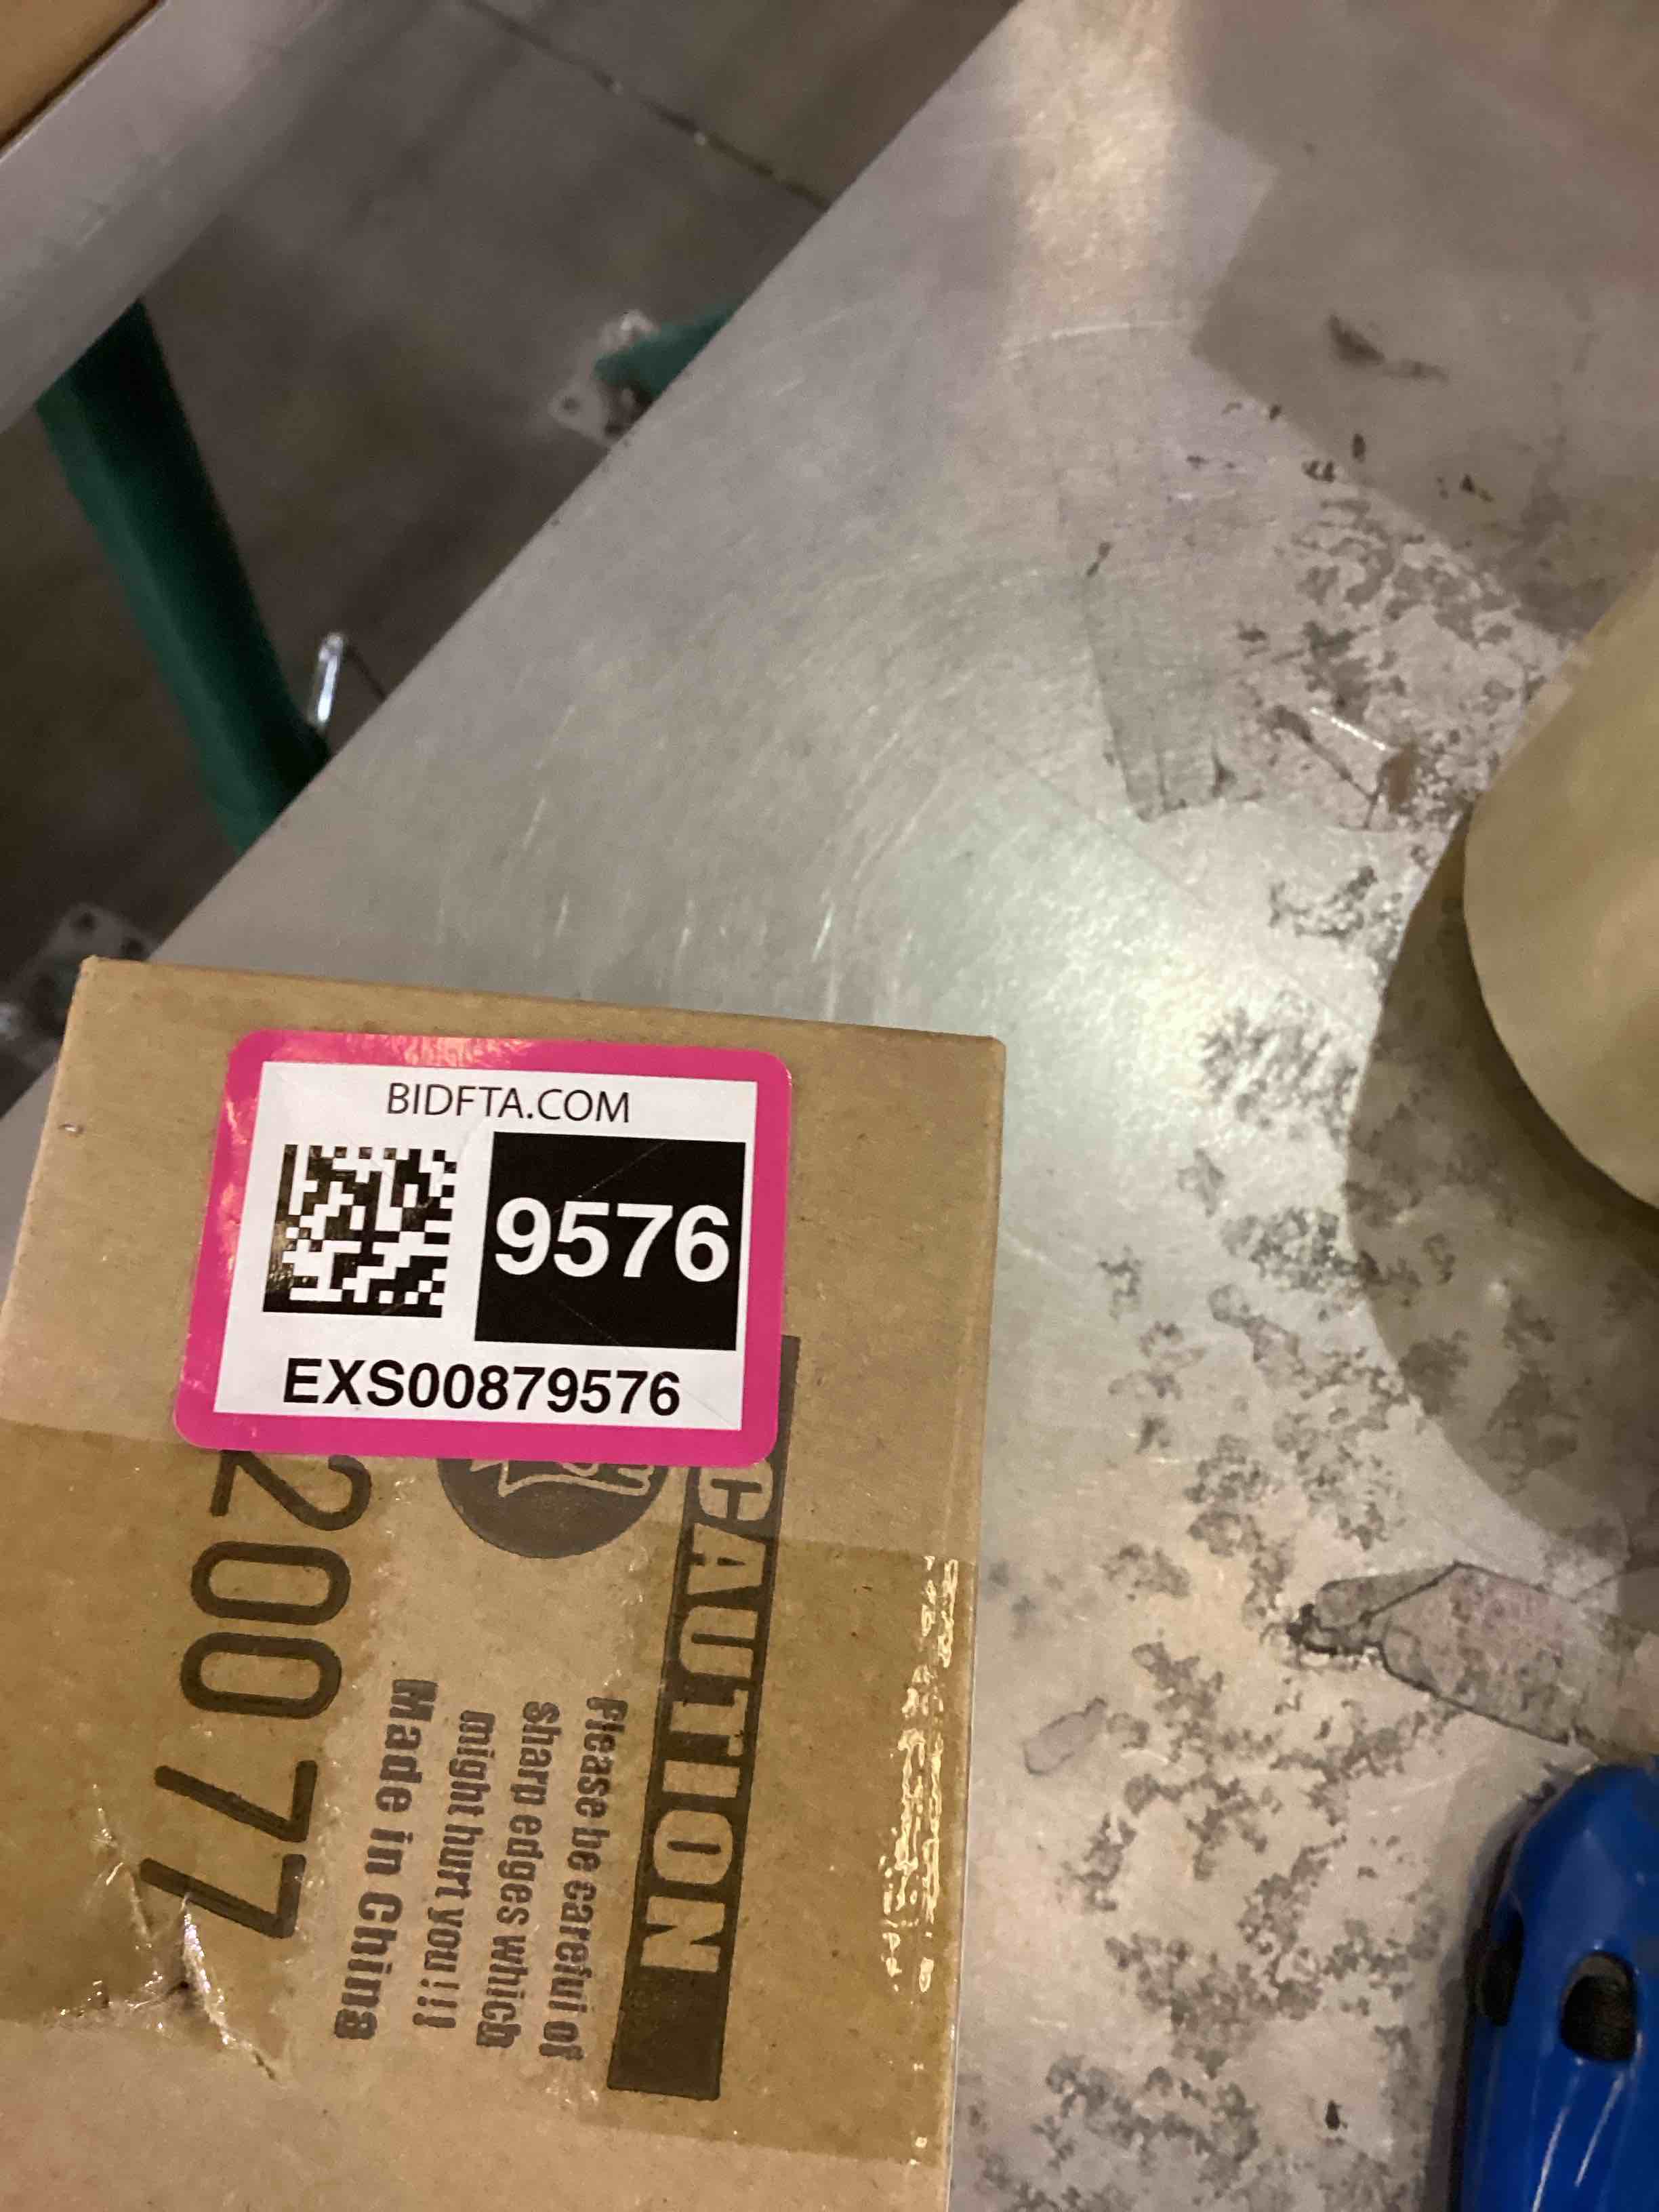 BIDFTA.COM
9576
EXS00879576
CAUTION
Please be careful of
sharp edges which
might hurt you!!!
Made in China
20077